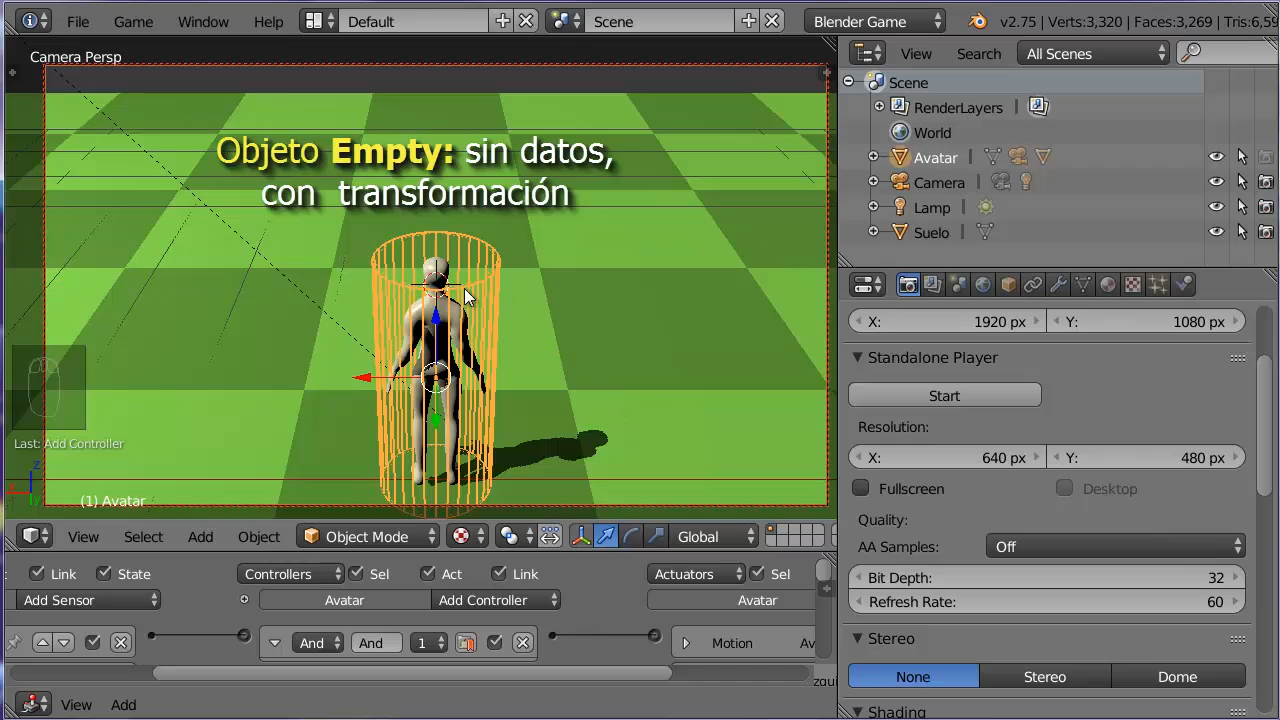 File Game Window Help Default Scene Blender Game v2.75 | Verts:3,320 | Faces:3,269 | Tris:6,59
View Search All Scenes
Camera Persp
Scene
RenderLayers
World
Avatar
Camera
Lamp
Suelo
Objeto Empty: sin datos,
con transformación
Last: Add Controller
(1) Avatar
z
x
y
X: 1920 px Y: 1080 px
Standalone Player
Start
Resolution:
X: 640 px Y: 480 px
Fullscreen Desktop
Quality:
AA Samples: Off
Bit Depth: 32
Refresh Rate: 60
Stereo
None Stereo Dome
Shading
View Select Add Object Object Mode Global
Link State Controllers Sel Act Link Actuators Sel
Add Sensor Avatar Add Controller Avatar
And And 1 Motion Av
View Add